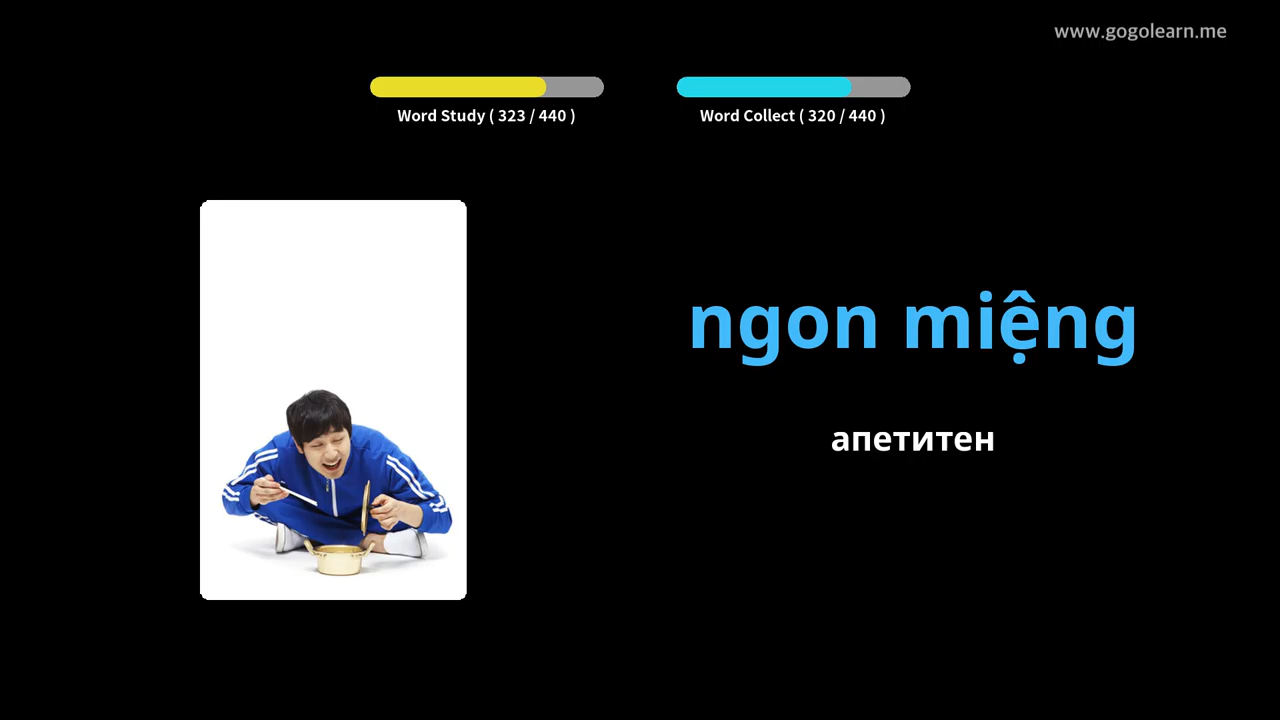 www.gogolearn.me
Word Study ( 323 / 440 )
Word Collect ( 320 / 440 )
ngon miệng
апетитен